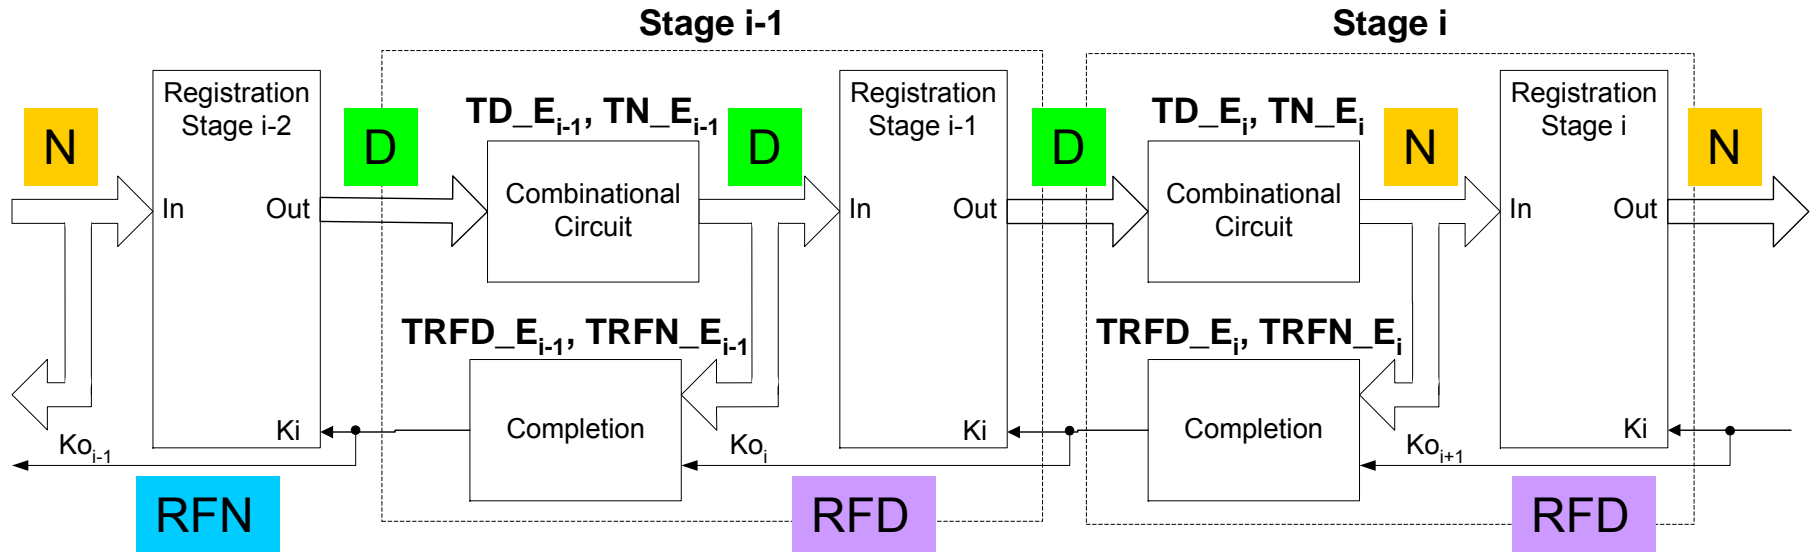 Stage i-1
Stage i
Registration
Stage i-2
Registration
Stage i-1
Registration
Stage i
TD_Ei-1, TN_Ei-1
TD_Ei, TN_Ei
N
D
D
D
N
N
In
Out
Combinational
Circuit
In
Out
Combinational
Circuit
In
Out
TRFD_Ei-1, TRFN_Ei-1
TRFD_Ei, TRFN_Ei
Ki
Completion
Ki
Completion
Ki
Koi-1
Koi
Koi+1
RFN
RFD
RFD